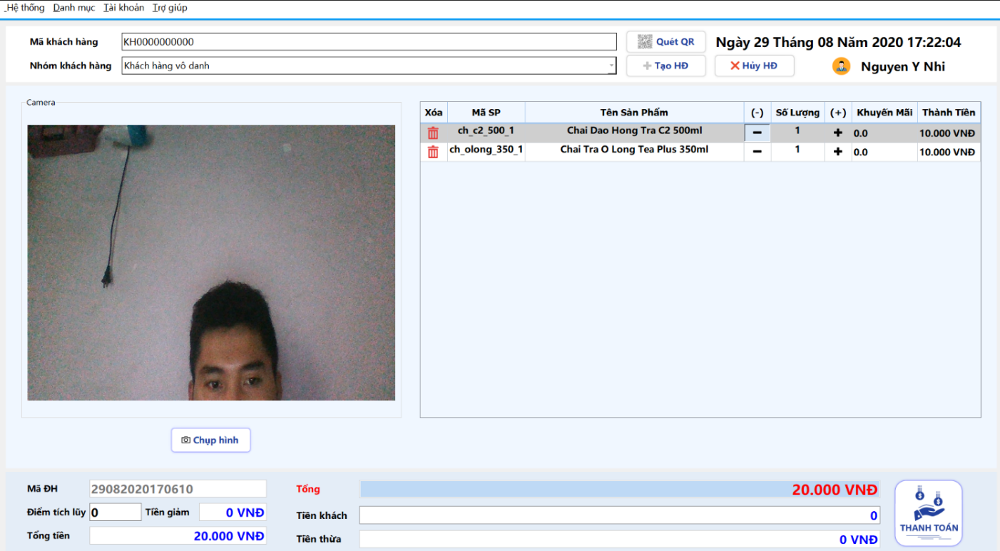 Hệ thống Danh mục Tài khoản Trợ giúp
Mã khách hàng KH0000000000 Quét QR Ngày 29 Tháng 08 Năm 2020 17:22:04
Nhóm khách hàng Khách hàng vô danh + Tạo HĐ Hủy HĐ Nguyen Y Nhi
Camera
Xóa Mã SP Tên Sản Phẩm (-) Số Lượng (+) Khuyến Mãi Thành Tiền
ch_c2_500_1 Chai Dao Hong Tra C2 500ml − 1 + 0.0 10.000 VNĐ
ch_olong_350_1 Chai Tra O Long Tea Plus 350ml − 1 + 0.0 10.000 VNĐ
Chụp hình
Mã ĐH 29082020170610 Tổng 20.000 VNĐ
Điểm tích lũy 0 Tiền giảm 0 VNĐ Tiền khách 0
Tổng tiền 20.000 VNĐ Tiền thừa 0 VNĐ
THANH TOÁN